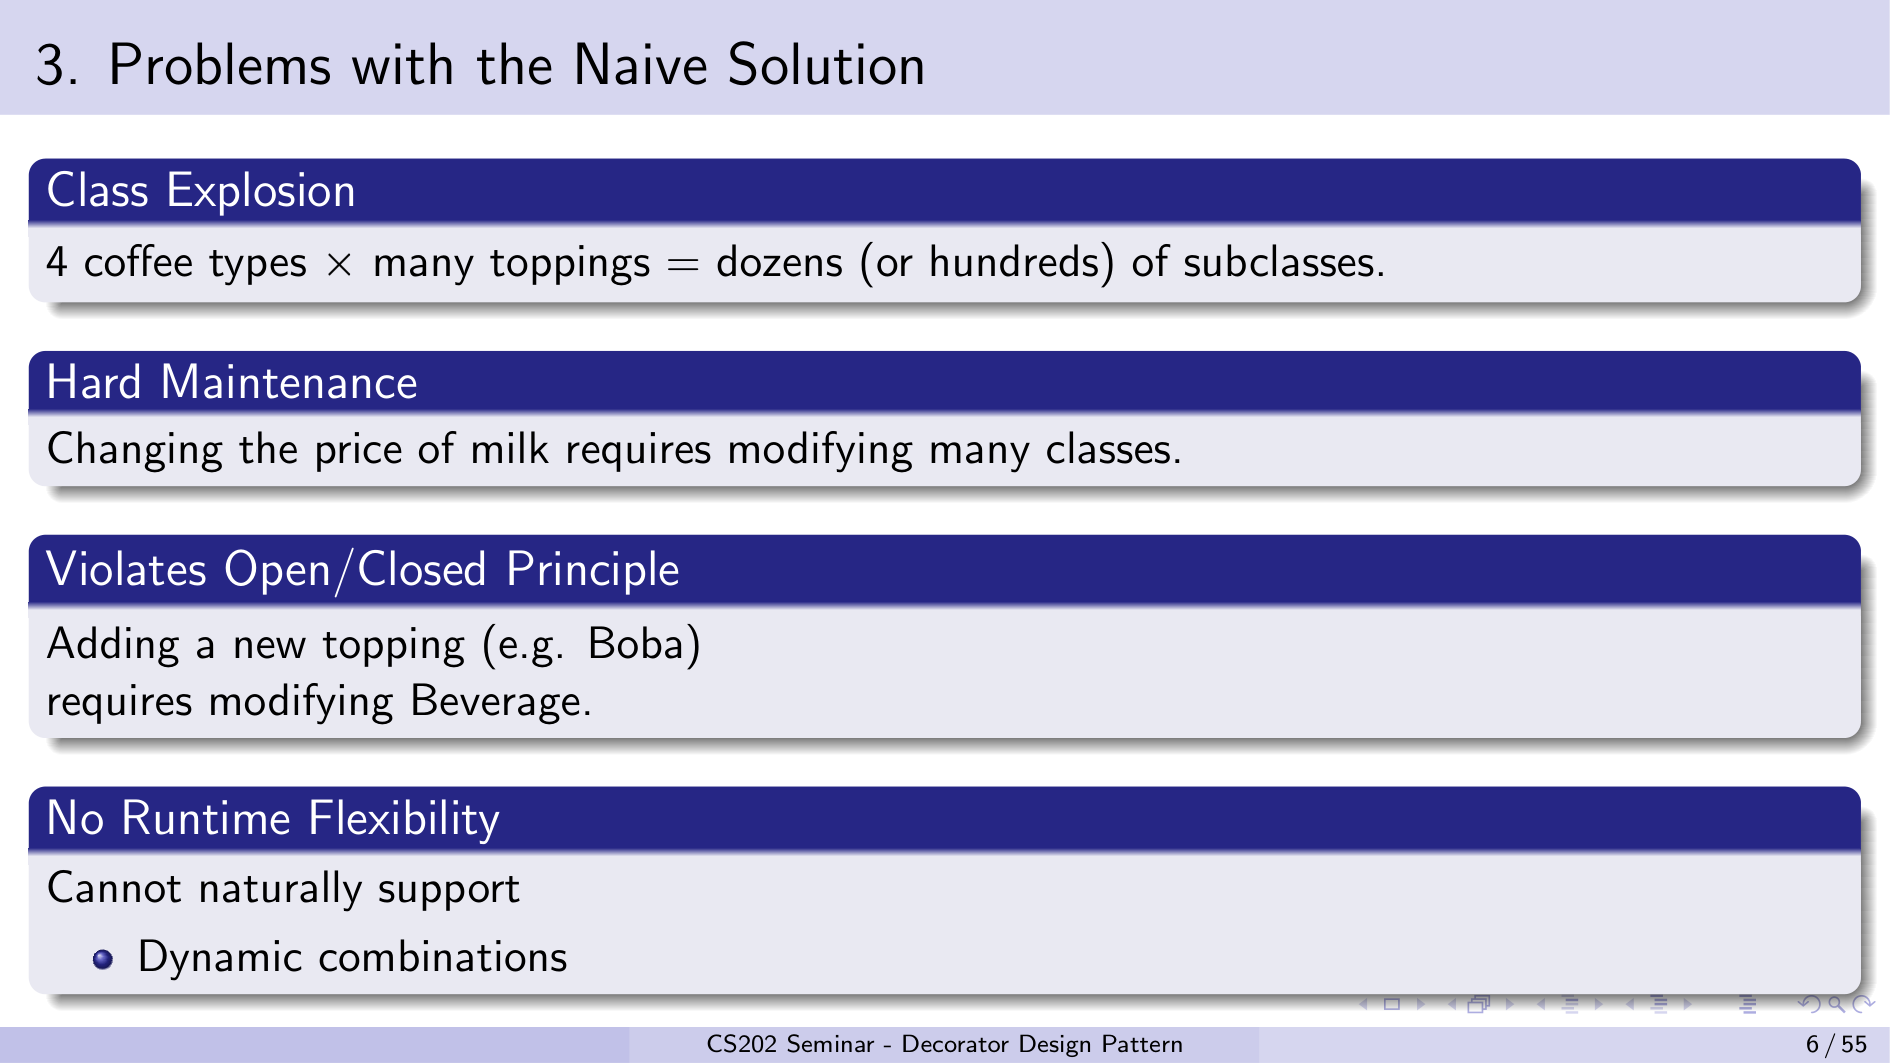 3. Problems with the Naive Solution
Class Explosion
4 coffee types × many toppings = dozens (or hundreds) of subclasses.
Hard Maintenance
Changing the price of milk requires modifying many classes.
Violates Open/Closed Principle
Adding a new topping (e.g. Boba)
requires modifying Beverage.
No Runtime Flexibility
Cannot naturally support
Dynamic combinations
CS202 Seminar - Decorator Design Pattern
6 / 55